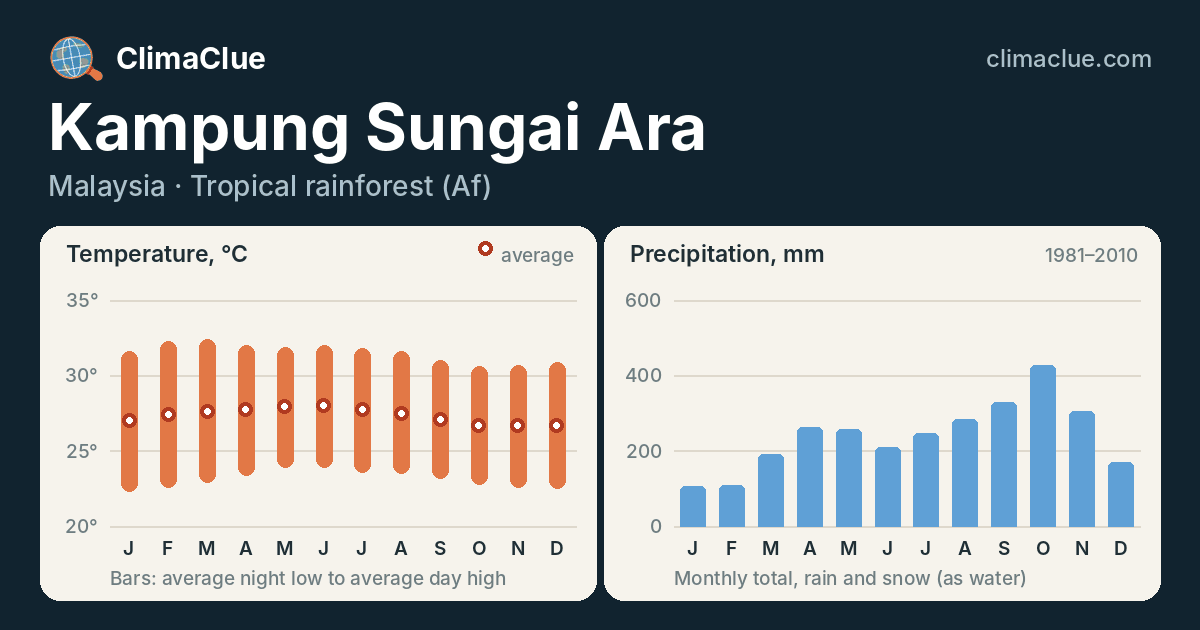 ClimaClue
climaclue.com
Kampung Sungai Ara
Malaysia · Tropical rainforest (Af)
Temperature, °C
average
35°
30°
25°
20°
J F M A M J J A S O N D
Bars: average night low to average day high
Precipitation, mm
1981–2010
600
400
200
0
J F M A M J J A S O N D
Monthly total, rain and snow (as water)